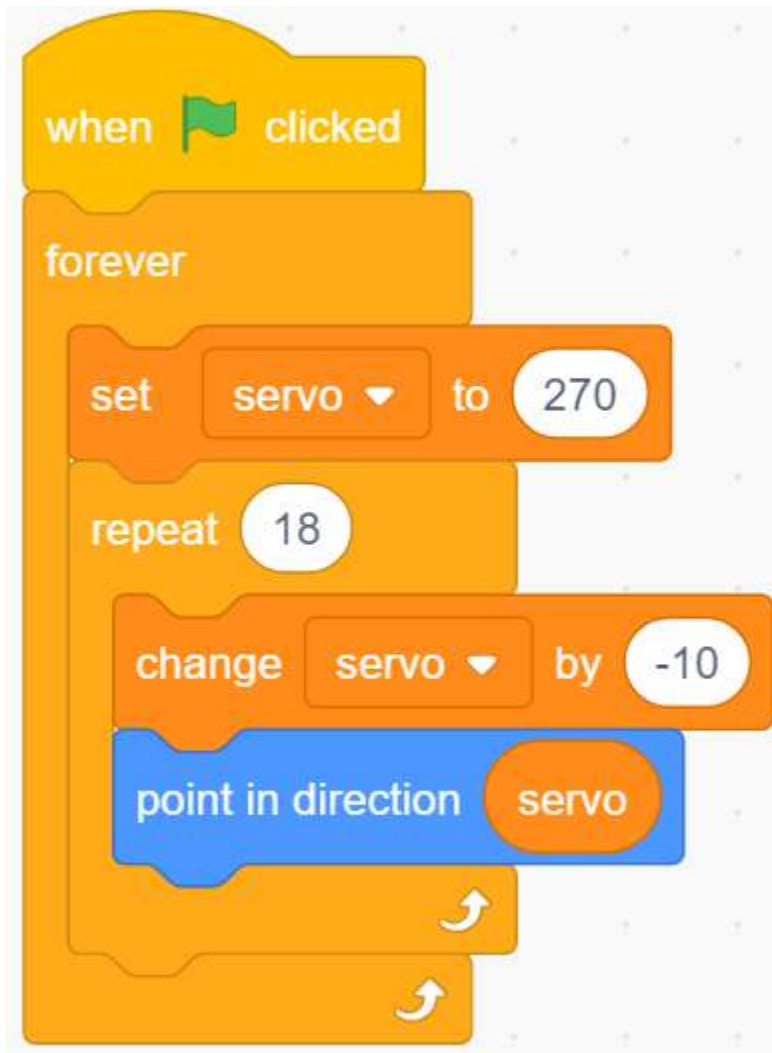 when clicked
forever
set servo to 270
repeat 18
change servo by -10
point in direction servo